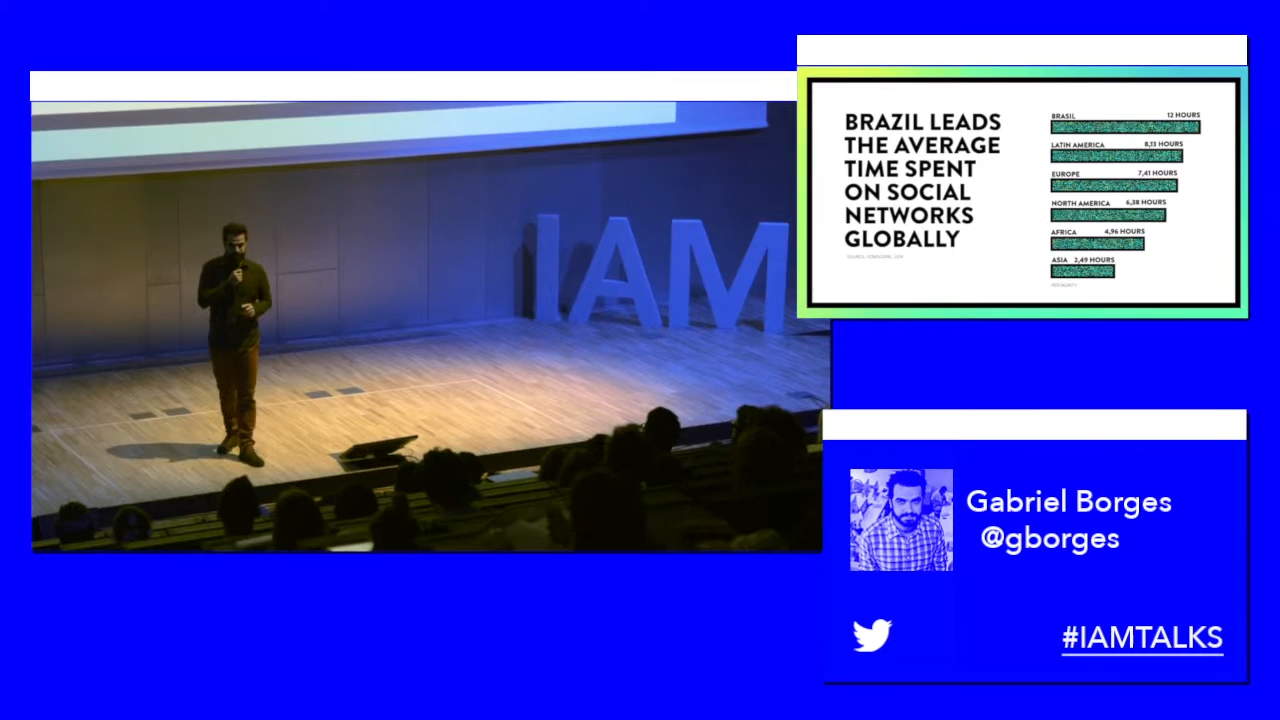 IAM
BRAZIL LEADS
THE AVERAGE
TIME SPENT
ON SOCIAL
NETWORKS
GLOBALLY
BRASIL 12 HOURS
LATIN AMERICA 8,13 HOURS
EUROPE 7,41 HOURS
NORTH AMERICA 6,38 HOURS
AFRICA 4,96 HOURS
ASIA 2,49 HOURS
PER MONTH
Gabriel Borges
@gborges
#IAMTALKS